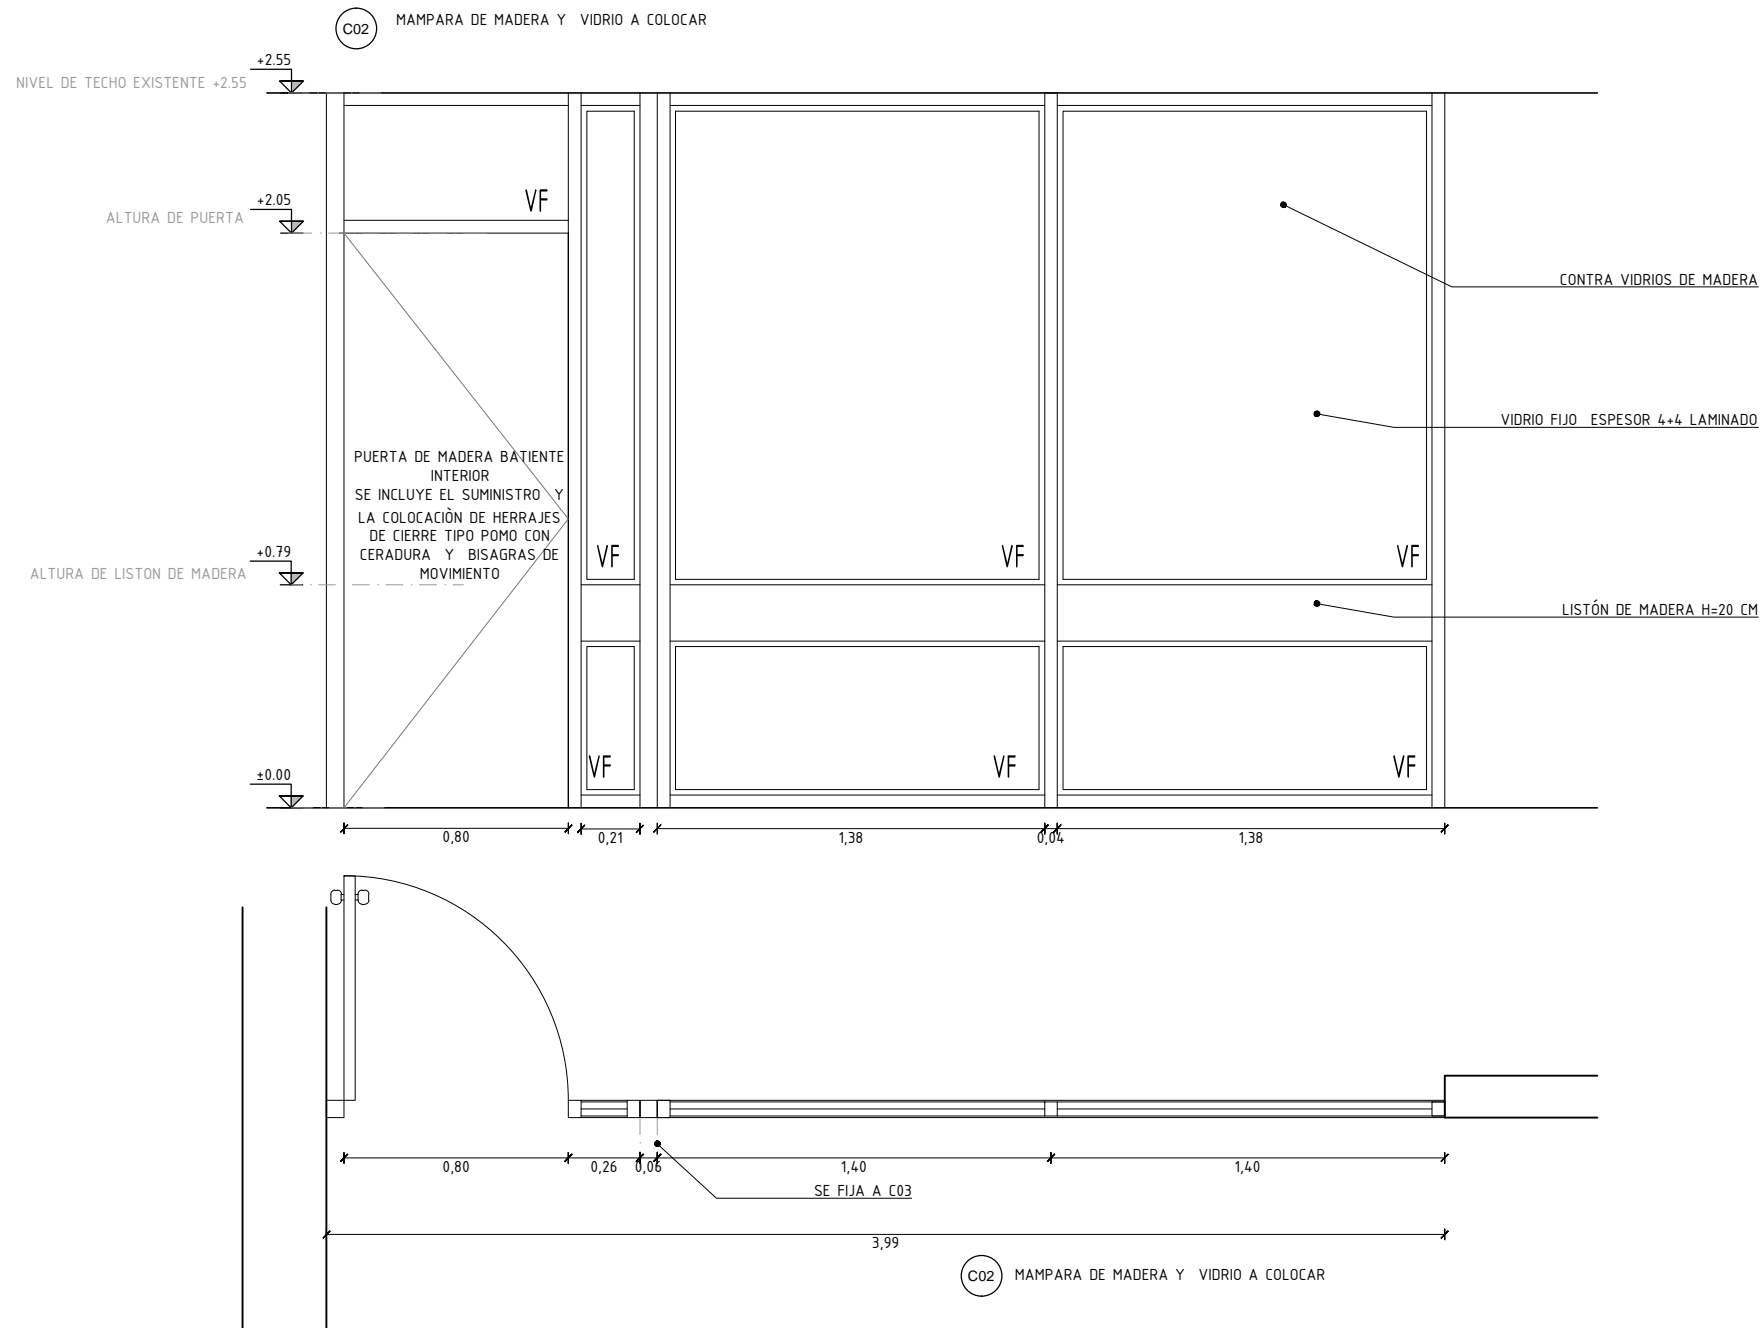 C02 MAMPARA DE MADERA Y VIDRIO A COLOCAR
+2.55
NIVEL DE TECHO EXISTENTE +2.55
+2.05
ALTURA DE PUERTA
VF
CONTRA VIDRIOS DE MADERA
VIDRIO FIJO ESPESOR 4+4 LAMINADO
PUERTA DE MADERA BATIENTE
INTERIOR
SE INCLUYE EL SUMINISTRO Y
LA COLOCACIÒN DE HERRAJES
DE CIERRE TIPO POMO CON
CERADURA Y BISAGRAS DE
MOVIMIENTO
VF VF VF
+0.79
ALTURA DE LISTON DE MADERA
LISTÓN DE MADERA H=20 CM
VF VF VF
±0.00
0,80 0,21 1,38 0,04 1,38
0,80 0,26 0,06 1,40 1,40
SE FIJA A C03
3,99
C02 MAMPARA DE MADERA Y VIDRIO A COLOCAR